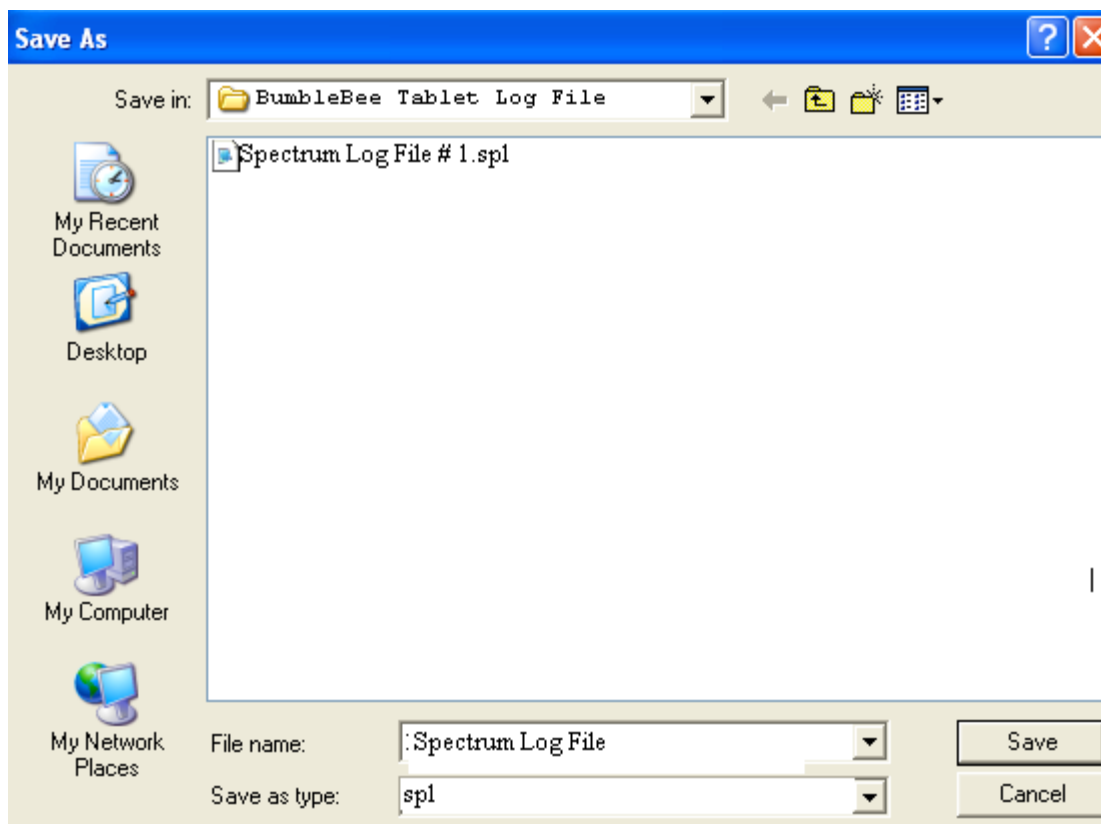 Save As
Save in: BumbleBee Tablet Log File
Spectrum Log File # 1.spl
My Recent
Documents
Desktop
My Documents
My Computer
My Network
Places
File name: Spectrum Log File
Save
Save as type: spl
Cancel